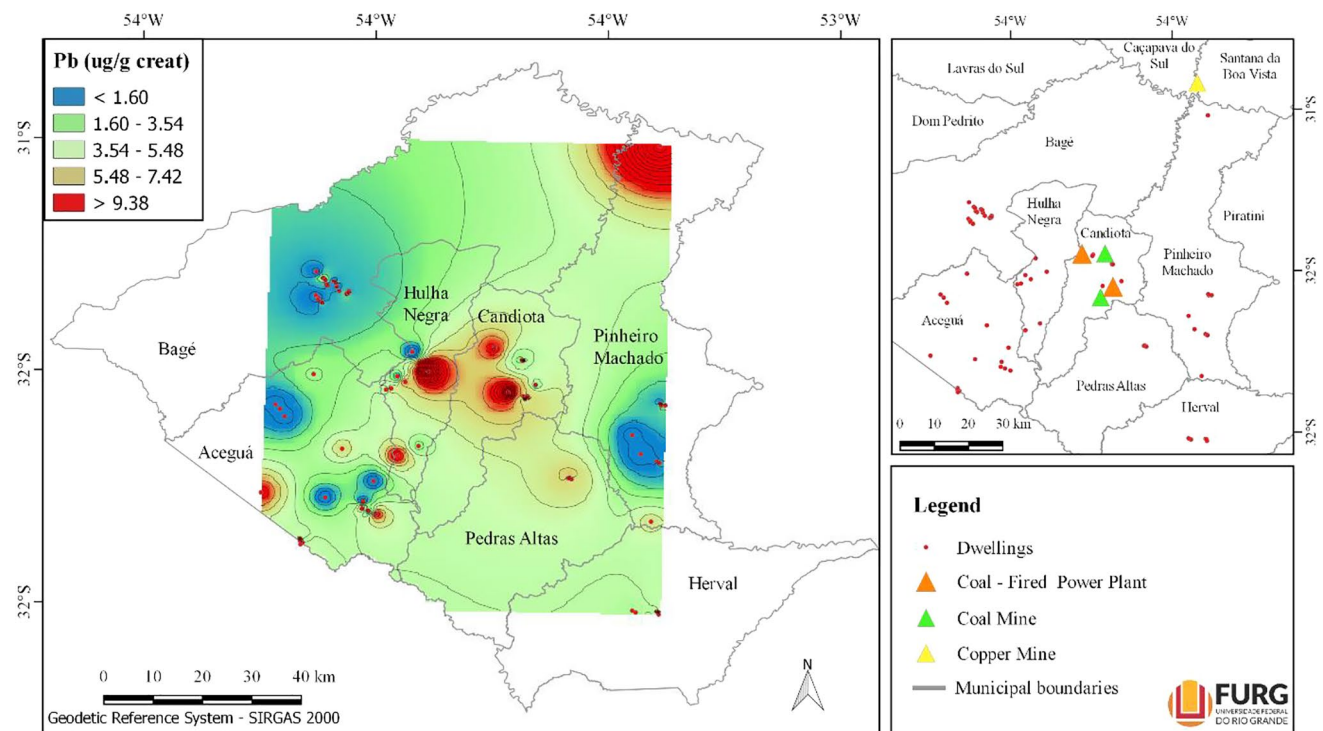 54°W
54°W
54°W
53°W
31°S
32°S
32°S
Pb (ug/g creat)
< 1.60
1.60 - 3.54
3.54 - 5.48
5.48 - 7.42
> 9.38
Hulha
Negra
Candiota
Pinheiro
Machado
Bagé
Aceguá
Pedras Altas
Herval
N
0 10 20 30 40 km
Geodetic Reference System - SIRGAS 2000
54°W
54°W
31°S
32°S
32°S
Caçapava do
Sul
Santana da
Boa Vista
Lavras do Sul
Dom Pedrito
Bagé
Hulha
Negra
Candiota
Piratini
Pinheiro
Machado
Aceguá
Pedras Altas
Herval
0 10 20 30 km
Legend
Dwellings
Coal - Fired Power Plant
Coal Mine
Copper Mine
Municipal boundaries
FURG
UNIVERSIDADE FEDERAL
DO RIO GRANDE